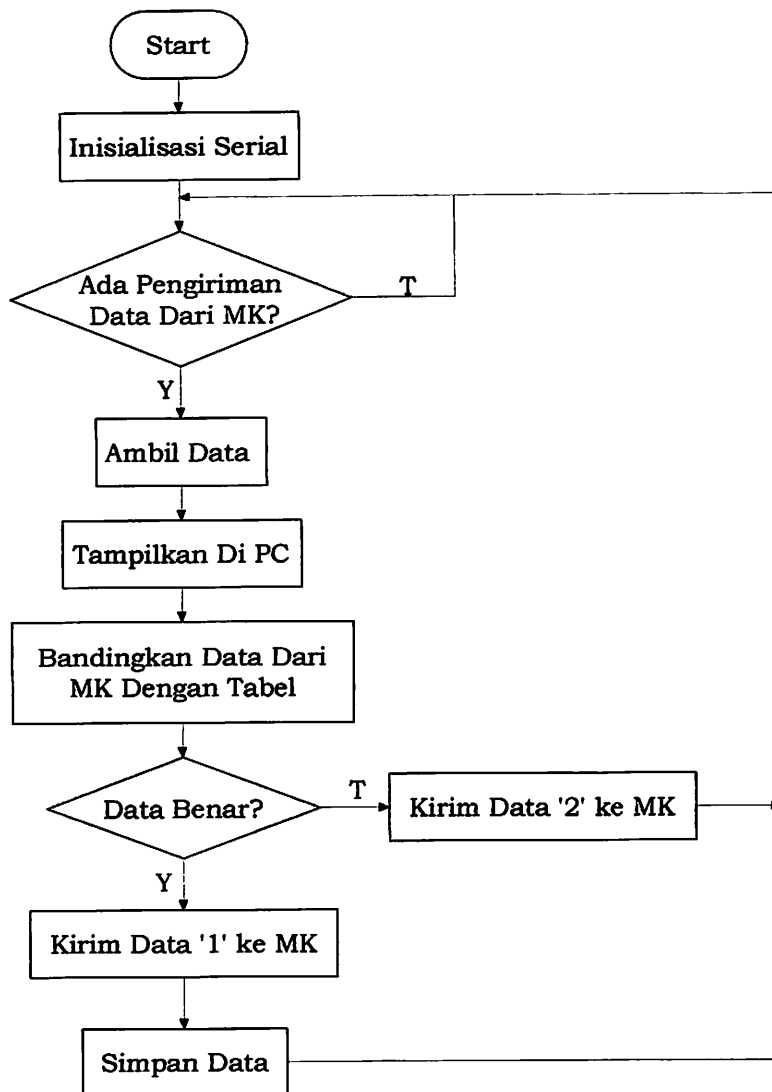 Start
Inisialisasi Serial
Ada Pengiriman
Data Dari MK?
T
Y
Ambil Data
Tampilkan Di PC
Bandingkan Data Dari
MK Dengan Tabel
Data Benar?
T
Kirim Data '2' ke MK
Y
Kirim Data '1' ke MK
Simpan Data